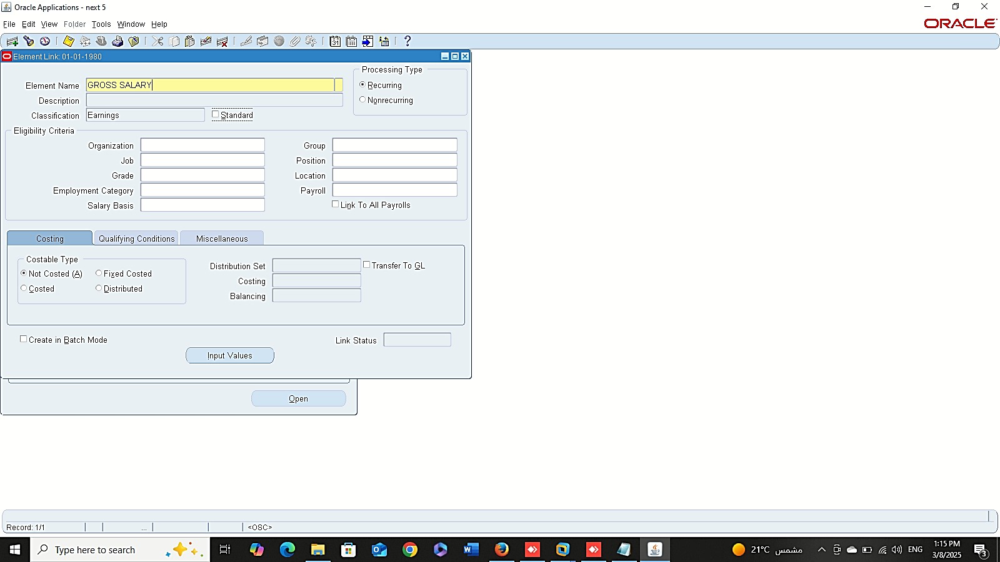 Oracle Applications - next 5
File Edit View Folder Tools Window Help
ORACLE
31
?
Element Link: 01-01-1980
Processing Type
Element Name GROSS SALARY
Recurring
Description
Nonrecurring
Classification Earnings Standard
Eligibility Criteria
Organization Group
Job Position
Grade Location
Employment Category Payroll
Salary Basis Link To All Payrolls
Costing Qualifying Conditions Miscellaneous
Costable Type
Distribution Set Transfer To GL
Not Costed (A) Fixed Costed
Costing
Costed Distributed
Balancing
Create in Batch Mode Link Status
Input Values
Open
Record: 1/1 ... <OSC>
Type here to search
21°C مشمس ENG 1:15 PM
3/8/2025
3